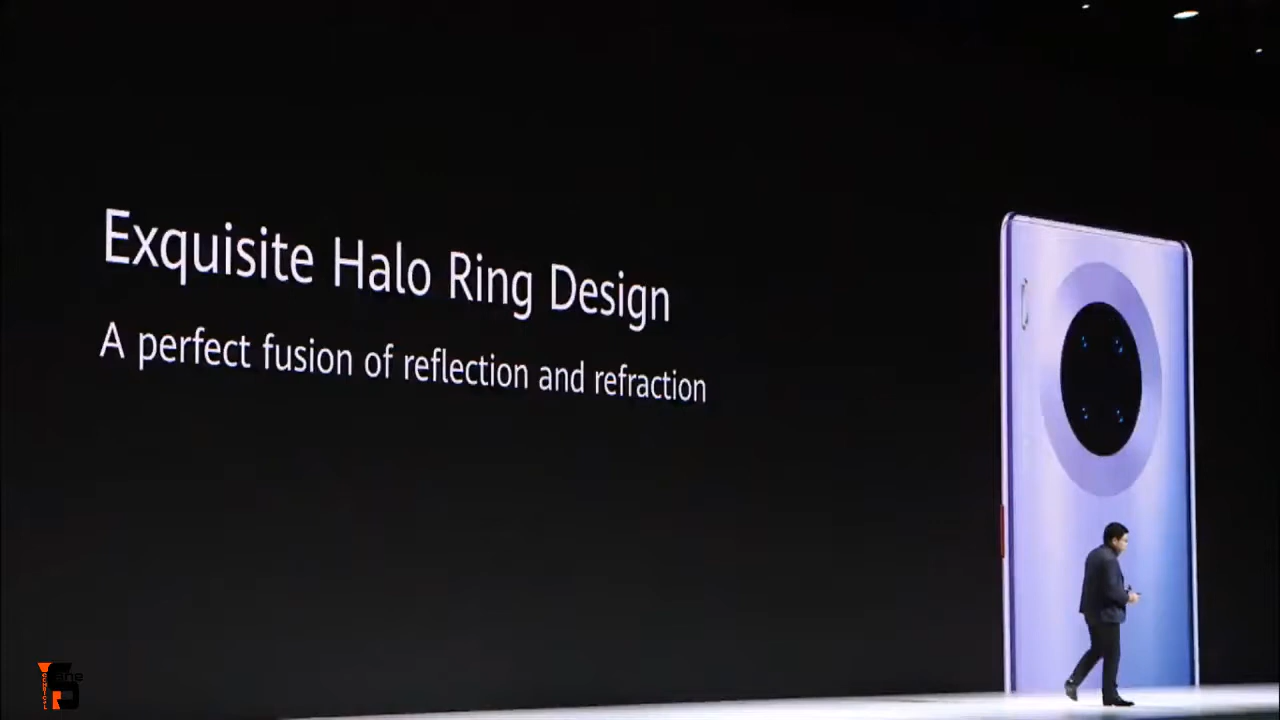 Exquisite Halo Ring Design
A perfect fusion of reflection and refraction